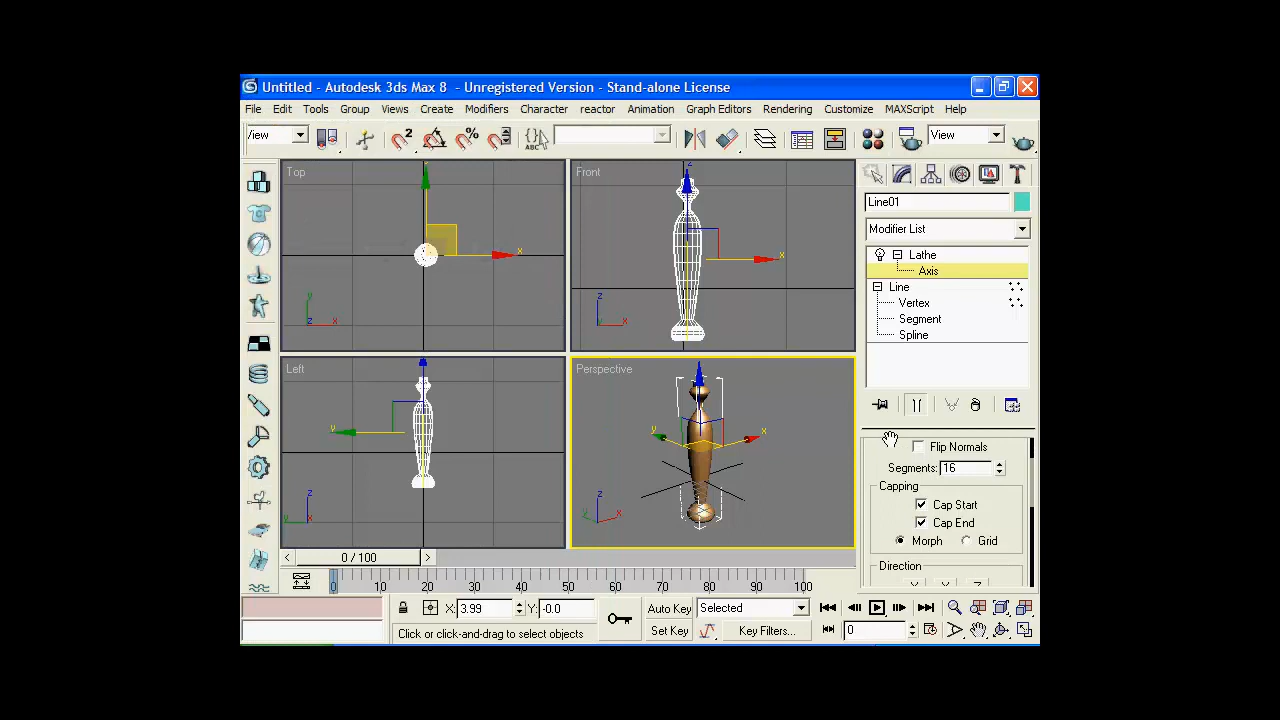 Untitled - Autodesk 3ds Max 8 - Unregistered Version - Stand-alone License
File Edit Tools Group Views Create Modifiers Character reactor Animation Graph Editors Rendering Customize MAXScript Help
View
ABC
View
Top
y
x
z
x
y
Front
z
x
z
x
Line01
Modifier List
Lathe
Axis
Line
Vertex
Segment
Spline
Left
y
z
y
x
Perspective
y
x
z
y
x
Flip Normals
Segments: 16
Capping
Cap Start
Cap End
Morph Grid
Direction
X Y Z
0 / 100
10 20 30 40 50 60 70 80 90 100
X: 3.99 Y: -0.0
Auto Key Selected
Click or click-and-drag to select objects
Set Key Key Filters...
0